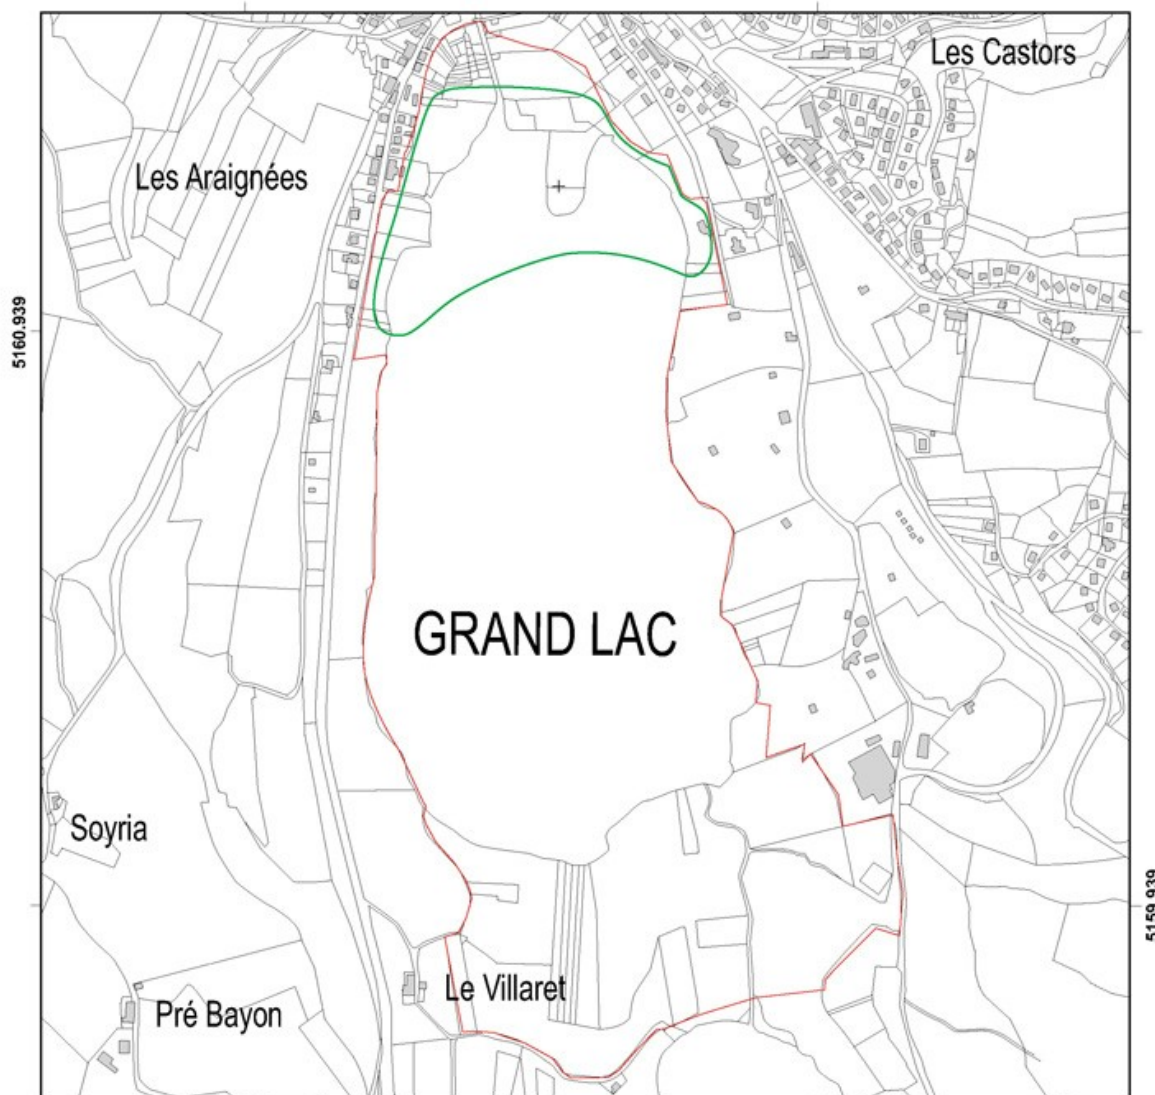 Les Castors
Les Araignées
5160.939
GRAND LAC
Soyria
5159.939
Le Villaret
Pré Bayon